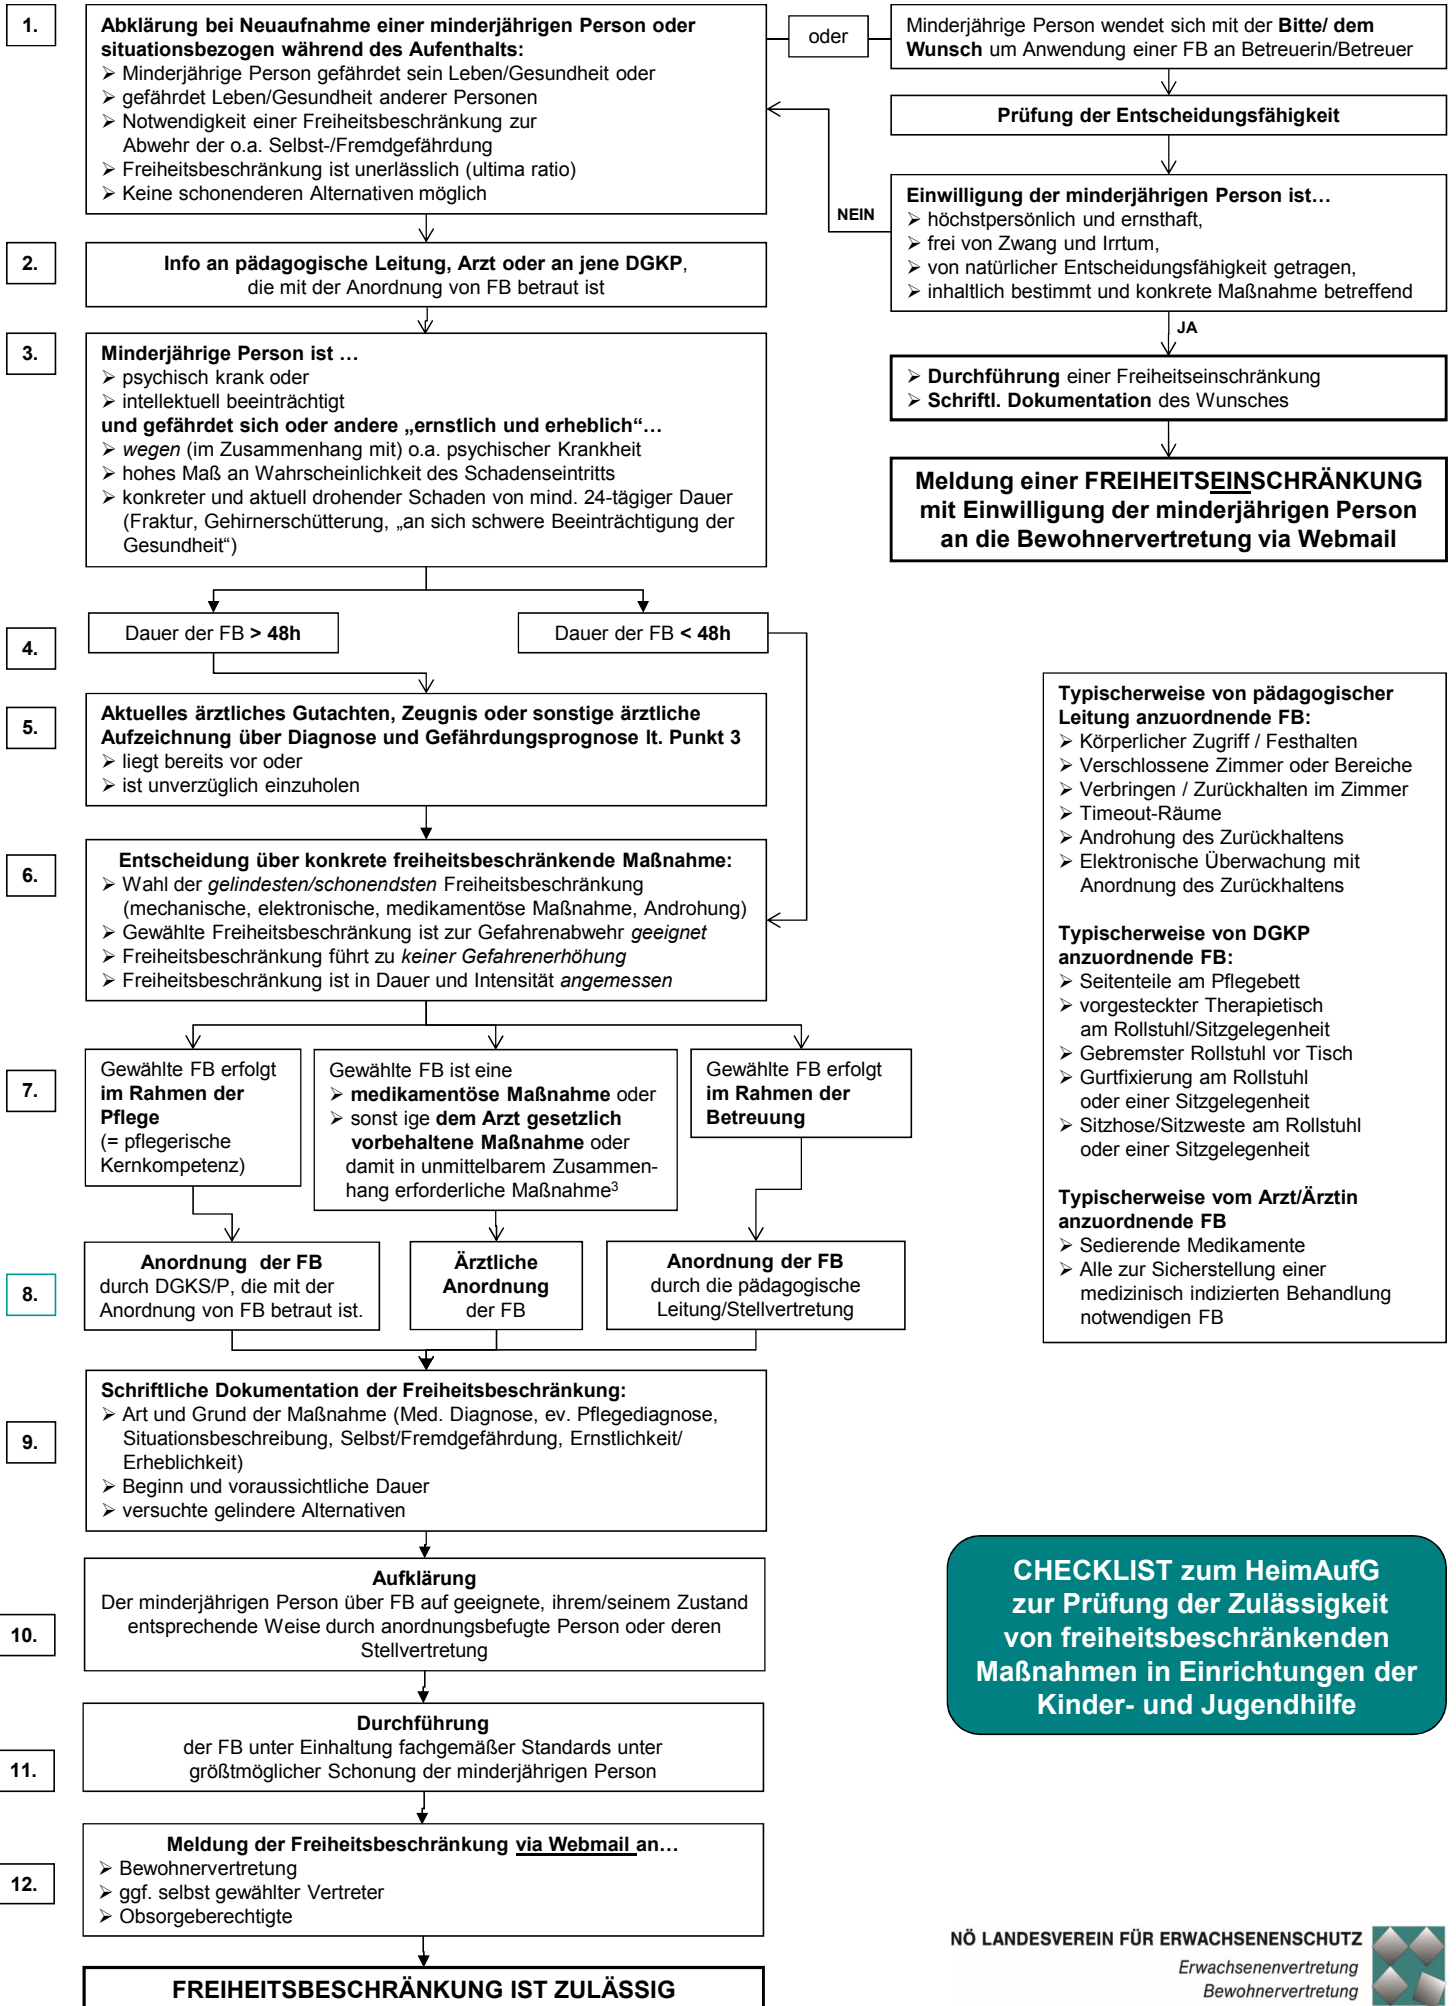 1.
Abklärung bei Neuaufnahme einer minderjährigen Person oder
situationsbezogen während des Aufenthalts:
➢ Minderjährige Person gefährdet sein Leben/Gesundheit oder
➢ gefährdet Leben/Gesundheit anderer Personen
➢ Notwendigkeit einer Freiheitsbeschränkung zur
Abwehr der o.a. Selbst-/Fremdgefährdung
➢ Freiheitsbeschränkung ist unerlässlich (ultima ratio)
➢ Keine schonenderen Alternativen möglich
oder
Minderjährige Person wendet sich mit der Bitte/ dem
Wunsch um Anwendung einer FB an Betreuerin/Betreuer
Prüfung der Entscheidungsfähigkeit
Einwilligung der minderjährigen Person ist…
➢ höchstpersönlich und ernsthaft,
➢ frei von Zwang und Irrtum,
➢ von natürlicher Entscheidungsfähigkeit getragen,
➢ inhaltlich bestimmt und konkrete Maßnahme betreffend
NEIN
JA
➢ Durchführung einer Freiheitseinschränkung
➢ Schriftl. Dokumentation des Wunsches
Meldung einer FREIHEITSEINSCHRÄNKUNG
mit Einwilligung der minderjährigen Person
an die Bewohnervertretung via Webmail
2.
Info an pädagogische Leitung, Arzt oder an jene DGKP,
die mit der Anordnung von FB betraut ist
3.
Minderjährige Person ist …
➢ psychisch krank oder
➢ intellektuell beeinträchtigt
und gefährdet sich oder andere „ernstlich und erheblich“…
➢ wegen (im Zusammenhang mit) o.a. psychischer Krankheit
➢ hohes Maß an Wahrscheinlichkeit des Schadenseintritts
➢ konkreter und aktuell drohender Schaden von mind. 24-tägiger Dauer
(Fraktur, Gehirnerschütterung, „an sich schwere Beeinträchtigung der
Gesundheit“)
4.
Dauer der FB > 48h
Dauer der FB < 48h
5.
Aktuelles ärztliches Gutachten, Zeugnis oder sonstige ärztliche
Aufzeichnung über Diagnose und Gefährdungsprognose lt. Punkt 3
➢ liegt bereits vor oder
➢ ist unverzüglich einzuholen
6.
Entscheidung über konkrete freiheitsbeschränkende Maßnahme:
➢ Wahl der gelindesten/schonendsten Freiheitsbeschränkung
(mechanische, elektronische, medikamentöse Maßnahme, Androhung)
➢ Gewählte Freiheitsbeschränkung ist zur Gefahrenabwehr geeignet
➢ Freiheitsbeschränkung führt zu keiner Gefahrenerhöhung
➢ Freiheitsbeschränkung ist in Dauer und Intensität angemessen
7.
Gewählte FB erfolgt
im Rahmen der
Pflege
(= pflegerische
Kernkompetenz)
Gewählte FB ist eine
➢ medikamentöse Maßnahme oder
➢ sonst ige dem Arzt gesetzlich
vorbehaltene Maßnahme oder
damit in unmittelbarem Zusammen-
hang erforderliche Maßnahme³
Gewählte FB erfolgt
im Rahmen der
Betreuung
8.
Anordnung der FB
durch DGKS/P, die mit der
Anordnung von FB betraut ist.
Ärztliche
Anordnung
der FB
Anordnung der FB
durch die pädagogische
Leitung/Stellvertretung
9.
Schriftliche Dokumentation der Freiheitsbeschränkung:
➢ Art und Grund der Maßnahme (Med. Diagnose, ev. Pflegediagnose,
Situationsbeschreibung, Selbst/Fremdgefährdung, Ernstlichkeit/
Erheblichkeit)
➢ Beginn und voraussichtliche Dauer
➢ versuchte gelindere Alternativen
10.
Aufklärung
Der minderjährigen Person über FB auf geeignete, ihrem/seinem Zustand
entsprechende Weise durch anordnungsbefugte Person oder deren
Stellvertretung
11.
Durchführung
der FB unter Einhaltung fachgemäßer Standards unter
größtmöglicher Schonung der minderjährigen Person
12.
Meldung der Freiheitsbeschränkung via Webmail an…
➢ Bewohnervertretung
➢ ggf. selbst gewählter Vertreter
➢ Obsorgeberechtigte
FREIHEITSBESCHRÄNKUNG IST ZULÄSSIG
Typischerweise von pädagogischer
Leitung anzuordnende FB:
➢ Körperlicher Zugriff / Festhalten
➢ Verschlossene Zimmer oder Bereiche
➢ Verbringen / Zurückhalten im Zimmer
➢ Timeout-Räume
➢ Androhung des Zurückhaltens
➢ Elektronische Überwachung mit
Anordnung des Zurückhaltens
Typischerweise von DGKP
anzuordnende FB:
➢ Seitenteile am Pflegebett
➢ vorgesteckter Therapietisch
am Rollstuhl/Sitzgelegenheit
➢ Gebremster Rollstuhl vor Tisch
➢ Gurtfixierung am Rollstuhl
oder einer Sitzgelegenheit
➢ Sitzhose/Sitzweste am Rollstuhl
oder einer Sitzgelegenheit
Typischerweise vom Arzt/Ärztin
anzuordnende FB
➢ Sedierende Medikamente
➢ Alle zur Sicherstellung einer
medizinisch indizierten Behandlung
notwendigen FB
CHECKLIST zum HeimAufG
zur Prüfung der Zulässigkeit
von freiheitsbeschränkenden
Maßnahmen in Einrichtungen der
Kinder- und Jugendhilfe
NÖ LANDESVEREIN FÜR ERWACHSENENSCHUTZ
Erwachsenenvertretung
Bewohnervertretung